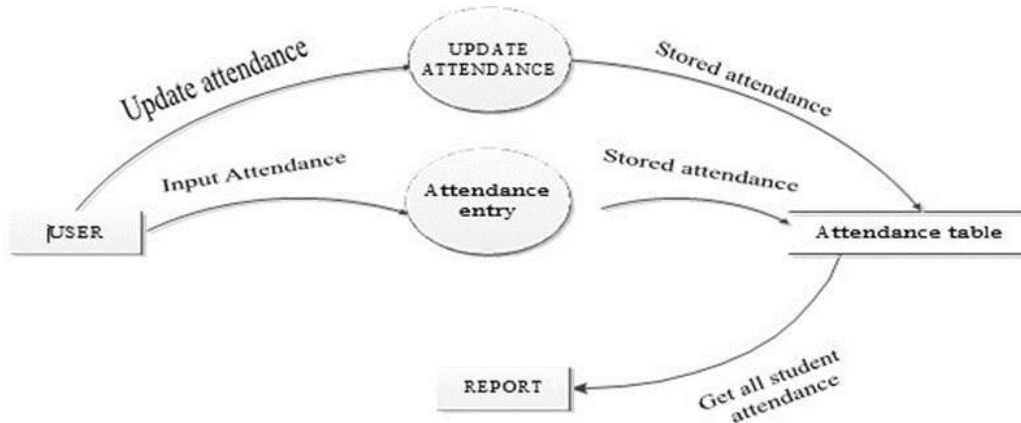 UPDATE
ATTENDANCE
Update attendance
Stored attendance
Input Attendance
Attendance
entry
Stored attendance
USER
Attendance table
REPORT
Get all student
attendance